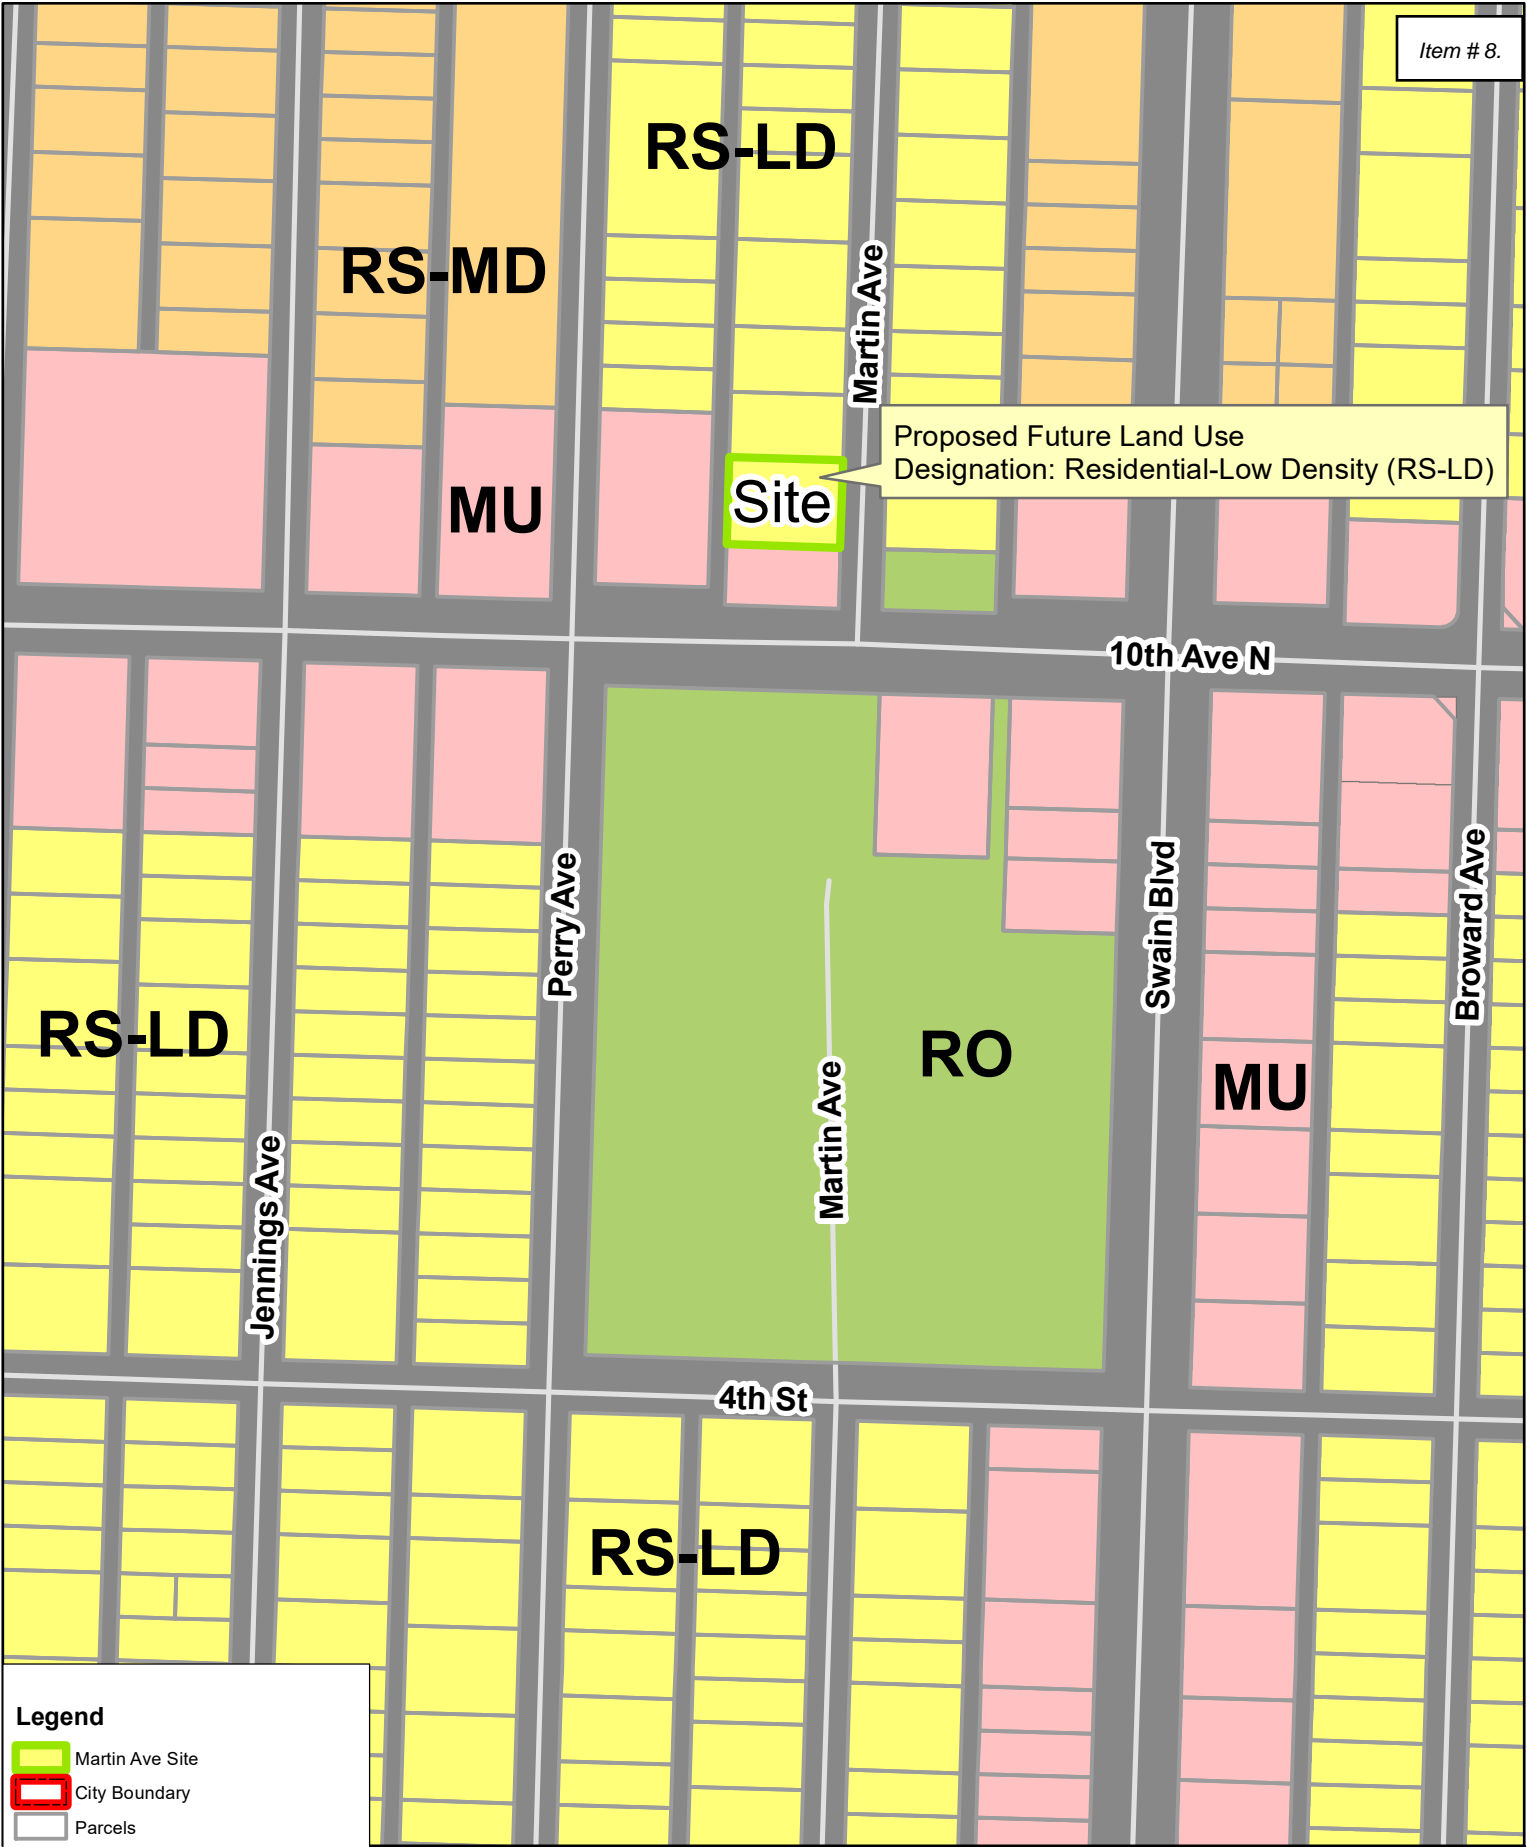 Item # 8.
RS-LD
RS-MD
Martin Ave
Proposed Future Land Use
Designation: Residential-Low Density (RS-LD)
MU
Site
10th Ave N
Perry Ave
Swain Blvd
Broward Ave
RS-LD
RO
MU
Martin Ave
Jennings Ave
4th St
RS-LD
Legend
Martin Ave Site
City Boundary
Parcels